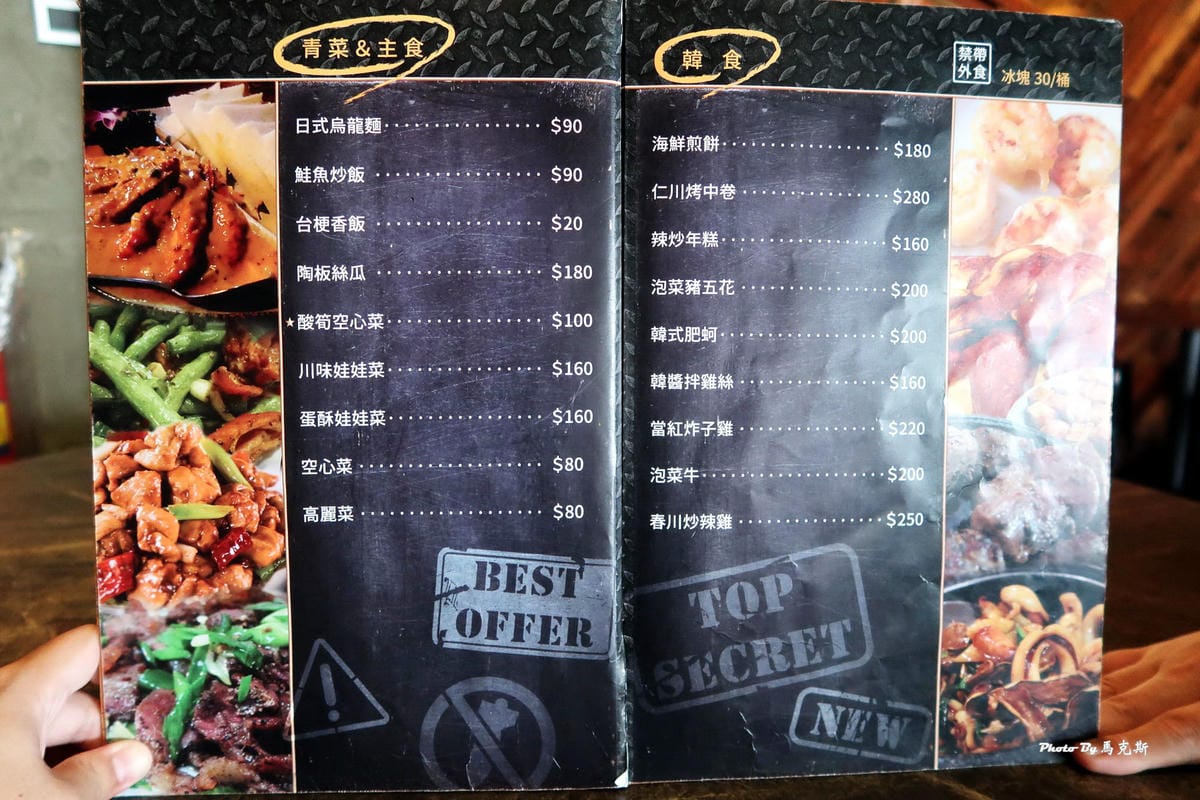 青菜&主食
日式烏龍麵 $90
鮭魚炒飯 $90
台梗香飯 $20
陶板絲瓜 $180
★酸筍空心菜 $100
川味娃娃菜 $160
蛋酥娃娃菜 $160
空心菜 $80
高麗菜 $80
BEST
OFFER
韓食
禁帶
外食
冰塊 30/桶
海鮮煎餅 $180
仁川烤中卷 $280
辣炒年糕 $160
泡菜豬五花 $200
韓式肥蚵 $200
韓醬拌雞絲 $160
當紅炸子雞 $220
泡菜牛 $200
春川炒辣雞 $250
TOP
SECRET
NEW
Photo By 馬克斯